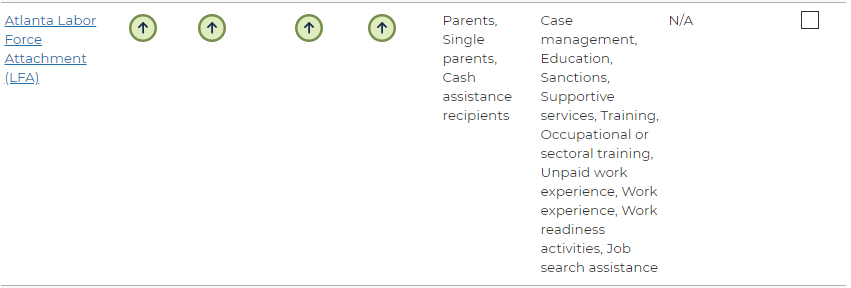 Atlanta Labor
Force
Attachment
(LFA)
Parents,
Single
parents,
Cash
assistance
recipients
Case
management,
Education,
Sanctions,
Supportive
services, Training,
Occupational or
sectoral training,
Unpaid work
experience, Work
experience, Work
readiness
activities, Job
search assistance
N/A